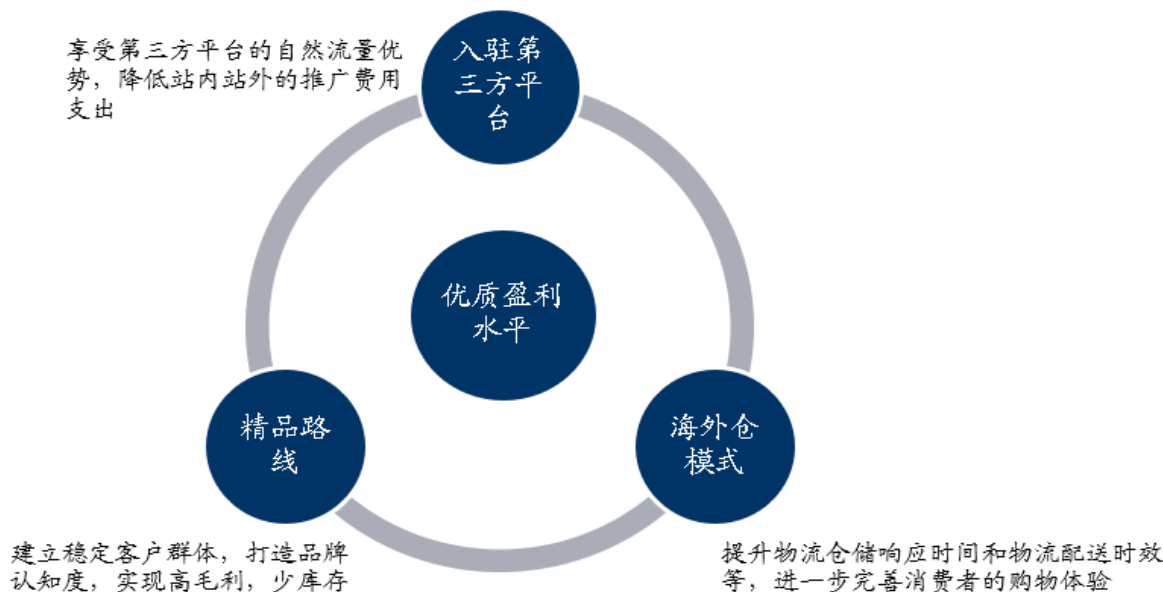 享受第三方平台的自然流量优
势，降低站内站外的推广费用
支出
入驻第
三方平
台
优质盈利
水平
精品路
线
海外仓
模式
建立稳定客户群体，打造品牌
认知度，实现高毛利，少库存
提升物流仓储响应时间和物流配送时效
等，进一步完善消费者的购物体验